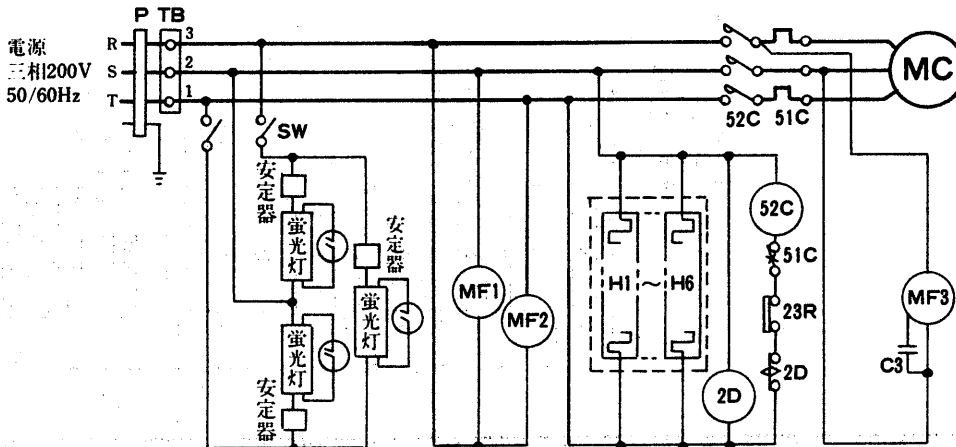 P TB
電源
三相200V
50/60Hz
R
S
T
3
2
1
MC
52C
51C
SW
安定器
蛍光灯
安定器
蛍光灯
蛍光灯
安定器
MF1
MF2
H1
~
H6
52C
51C
23R
2D
2D
MF3
C3